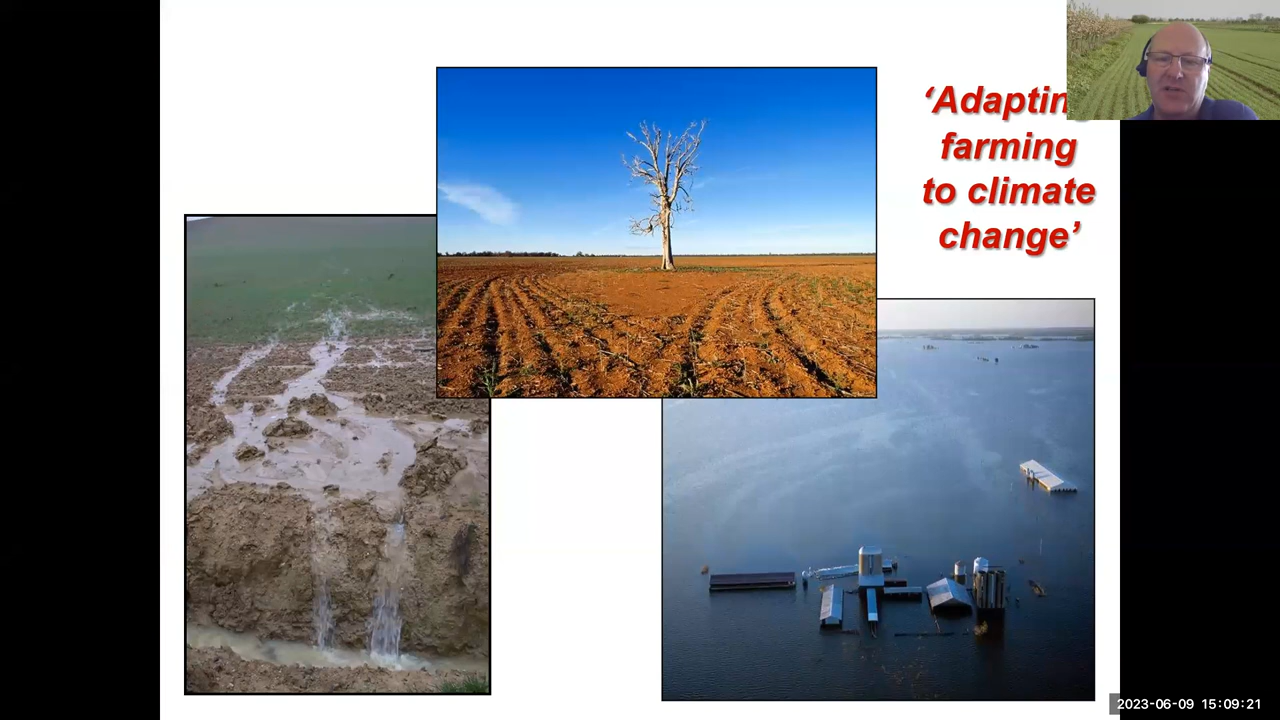 ‘Adaptin
farming
to climate
change’
2023-06-09 15:09:21